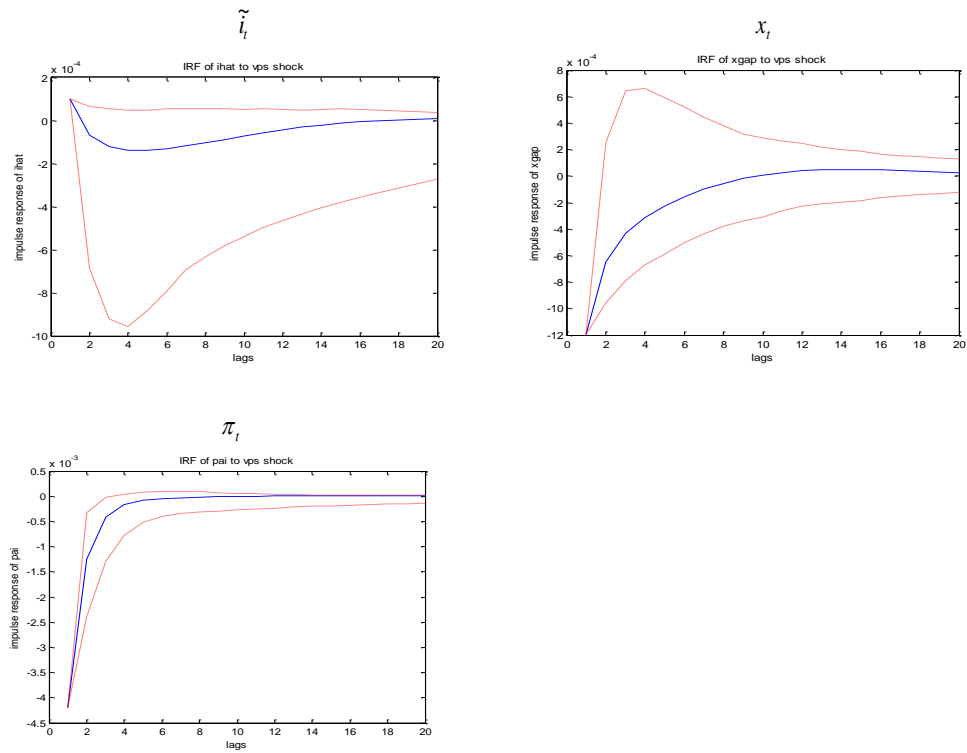 ĩ_t
x_t
IRF of ihat to vps shock
x 10^-4
2
0
-2
-4
-6
-8
-10
impulse response of ihat
0 2 4 6 8 10 12 14 16 18 20
lags
IRF of xgap to vps shock
x 10^-4
8
6
4
2
0
-2
-4
-6
-8
-10
-12
impulse response of xgap
0 2 4 6 8 10 12 14 16 18 20
lags
π_t
IRF of pai to vps shock
x 10^-3
0.5
0
-0.5
-1
-1.5
-2
-2.5
-3
-3.5
-4
-4.5
impulse response of pai
0 2 4 6 8 10 12 14 16 18 20
lags